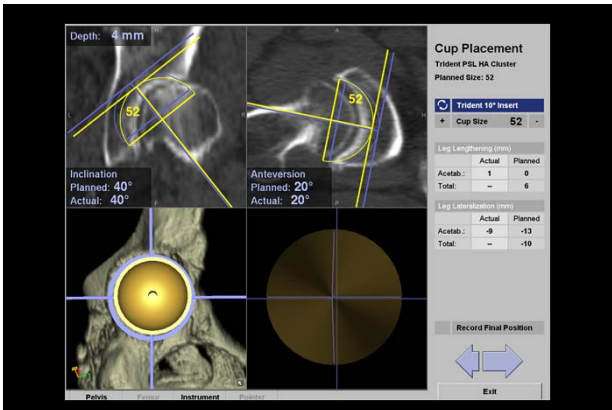 Depth: 4 mm
52
Inclination
Planned: 40°
Actual: 40°
A
H
52
Anteversion
Planned: 20°
Actual: 20°
P
Cup Placement
Trident PSL HA Cluster
Planned Size: 52
Trident 10° Insert
+ Cup Size 52 -
Leg Lengthening (mm)
Actual Planned
Acetab.: 1 0
Total: -- 6
Leg Lateralization (mm)
Actual Planned
Acetab.: -9 -13
Total: -- -10
Record Final Position
Exit
Pelvis Femur Instrument Pointer